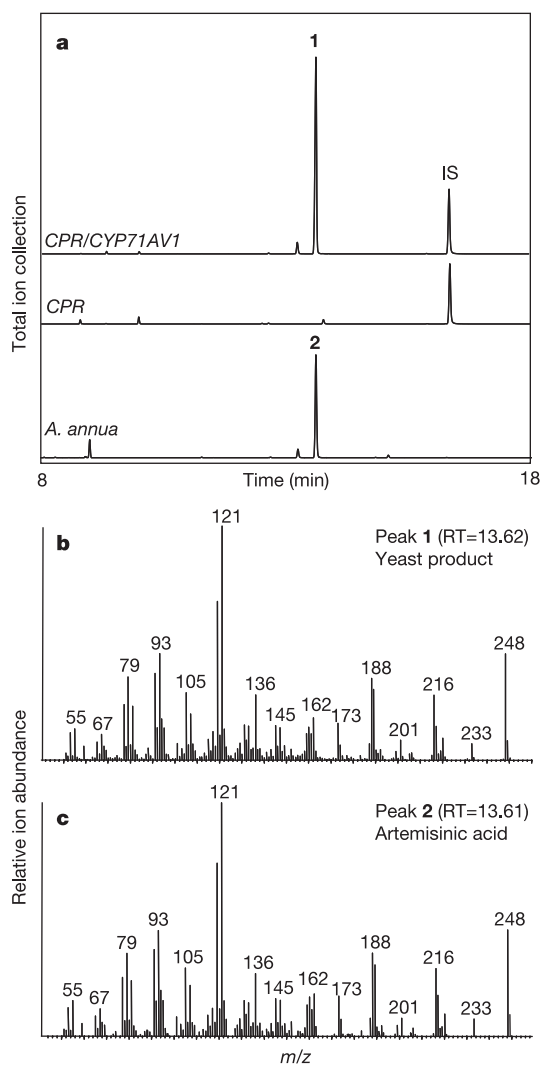 a
1
IS
CPR/CYP71AV1
CPR
2
A. annua
Total ion collection
8
Time (min)
18
b
121
Peak 1 (RT=13.62)
Yeast product
93
79
105
55
67
136
145
162
173
188
201
216
233
248
c
121
Peak 2 (RT=13.61)
Artemisinic acid
93
79
105
55
67
136
145
162
173
188
201
216
233
248
Relative ion abundance
m/z